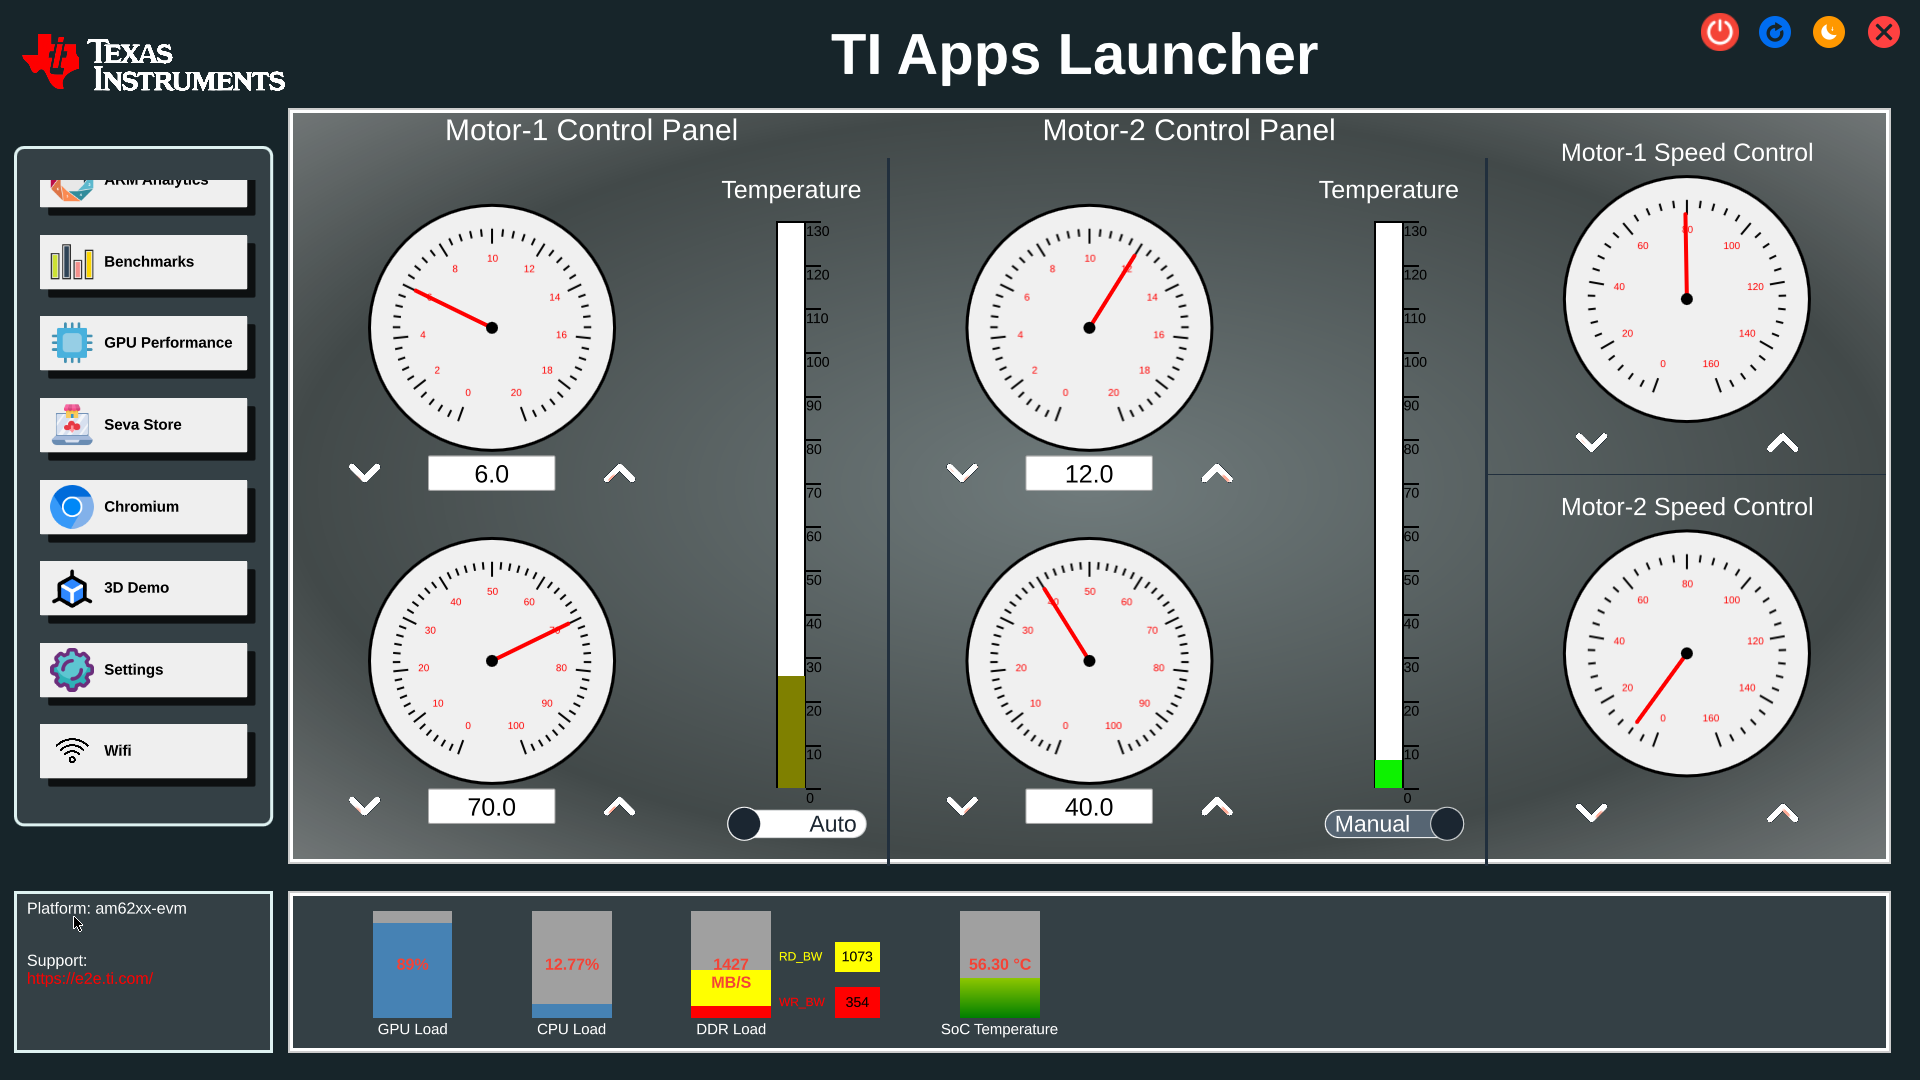 TEXAS
INSTRUMENTS
TI Apps Launcher
ARM Analytics
Benchmarks
GPU Performance
Seva Store
Chromium
3D Demo
Settings
Wifi
Motor-1 Control Panel
Temperature
0 2 4 6 8 10 12 14 16 18 20
6.0
0 10 20 30 40 50 60 70 80 90 100
70.0
130
120
110
100
90
80
70
60
50
40
30
20
10
0
Auto
Motor-2 Control Panel
Temperature
0 2 4 6 8 10 12 14 16 18 20
12.0
0 10 20 30 40 50 60 70 80 90 100
40.0
130
120
110
100
90
80
70
60
50
40
30
20
10
0
Manual
Motor-1 Speed Control
0 20 40 60 80 100 120 140 160
Motor-2 Speed Control
0 20 40 60 80 100 120 140 160
Platform: am62xx-evm
Support:
https://e2e.ti.com/
89%
GPU Load
12.77%
CPU Load
1427
MB/S
DDR Load
RD_BW 1073
WR_BW 354
56.30 °C
SoC Temperature